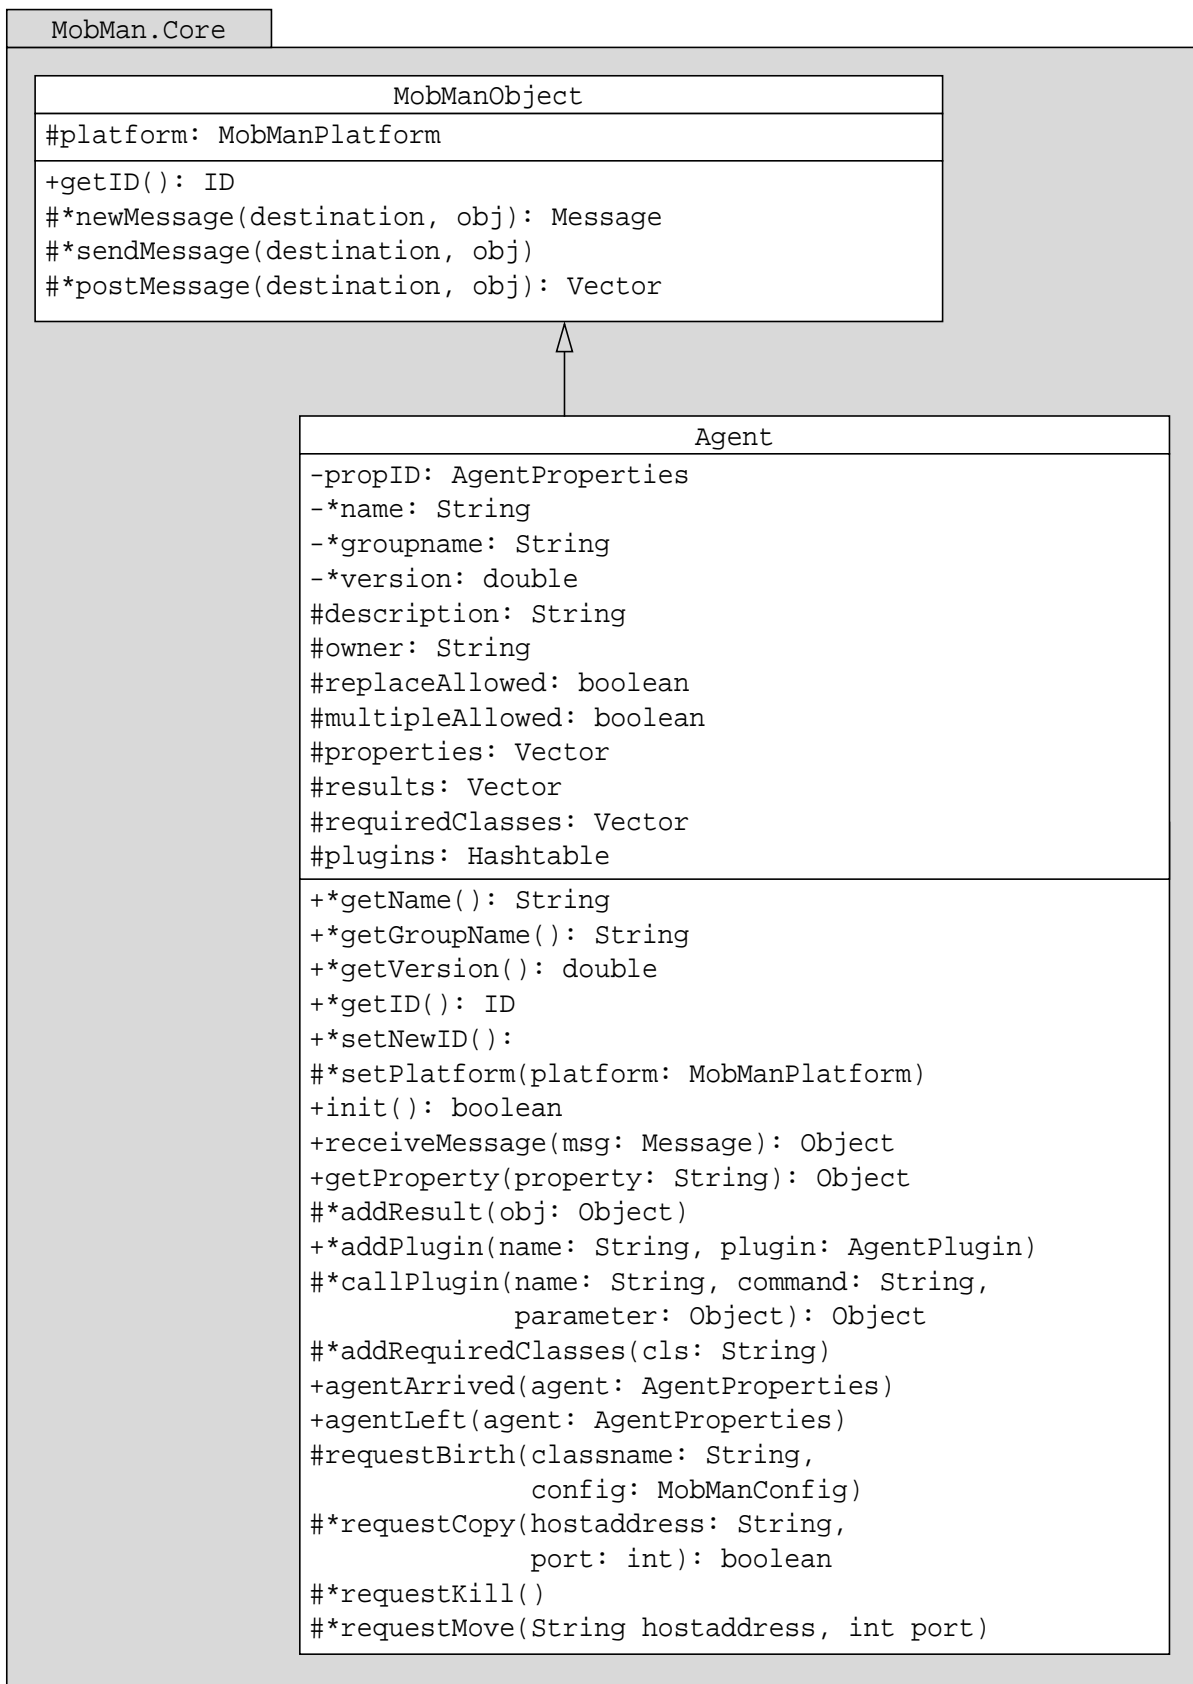 MobMan.Core
MobManObject
#platform: MobManPlatform
+getID(): ID
#*newMessage(destination, obj): Message
#*sendMessage(destination, obj)
#*postMessage(destination, obj): Vector
Agent
-propID: AgentProperties
-*name: String
-*groupname: String
-*version: double
#description: String
#owner: String
#replaceAllowed: boolean
#multipleAllowed: boolean
#properties: Vector
#results: Vector
#requiredClasses: Vector
#plugins: Hashtable
+*getName(): String
+*getGroupName(): String
+*getVersion(): double
+*getID(): ID
+*setNewID():
#*setPlatform(platform: MobManPlatform)
+init(): boolean
+receiveMessage(msg: Message): Object
+getProperty(property: String): Object
#*addResult(obj: Object)
+*addPlugin(name: String, plugin: AgentPlugin)
#*callPlugin(name: String, command: String,
parameter: Object): Object
#*addRequiredClasses(cls: String)
+agentArrived(agent: AgentProperties)
+agentLeft(agent: AgentProperties)
#requestBirth(classname: String,
config: MobManConfig)
#*requestCopy(hostaddress: String,
port: int): boolean
#*requestKill()
#*requestMove(String hostaddress, int port)